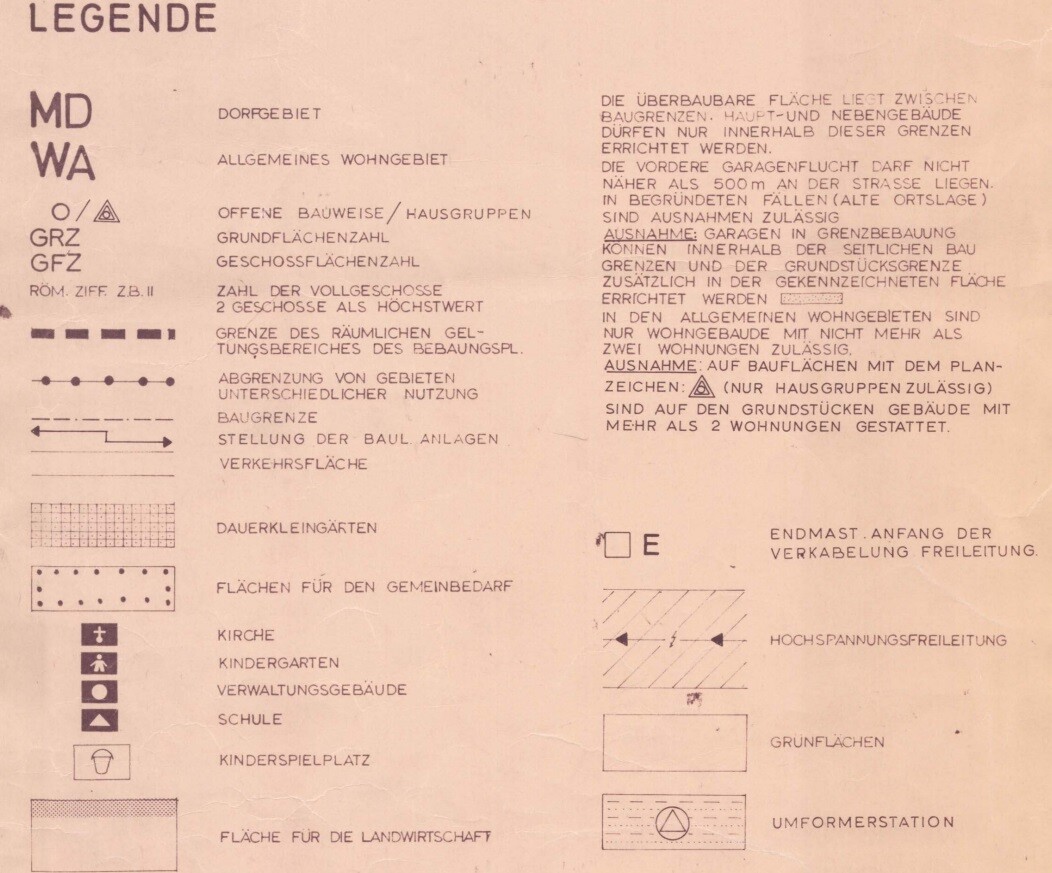 LEGENDE
MD DORFGEBIET
WA ALLGEMEINES WOHNGEBIET
O/ OFFENE BAUWEISE/HAUSGRUPPEN
GRZ GRUNDFLÄCHENZAHL
GFZ GESCHOSSFLÄCHENZAHL
RÖM. ZIFF. Z.B. II ZAHL DER VOLLGESCHOSSE
2 GESCHOSSE ALS HÖCHSTWERT
GRENZE DES RÄUMLICHEN GEL-
TUNGSBEREICHES DES BEBAUNGSPL.
ABGRENZUNG VON GEBIETEN
UNTERSCHIEDLICHER NUTZUNG
BAUGRENZE
STELLUNG DER BAUL. ANLAGEN
VERKEHRSFLÄCHE
DAUERKLEINGÄRTEN
FLÄCHEN FÜR DEN GEMEINBEDARF
KIRCHE
KINDERGARTEN
VERWALTUNGSGEBÄUDE
SCHULE
KINDERSPIELPLATZ
FLÄCHE FÜR DIE LANDWIRTSCHAFT
DIE ÜBERBAUBARE FLÄCHE LIEGT ZWISCHEN
BAUGRENZEN. HAUPT-UND NEBENGEBÄUDE
DÜRFEN NUR INNERHALB DIESER GRENZEN
ERRICHTET WERDEN.
DIE VORDERE GARAGENFLUCHT DARF NICHT
NÄHER ALS 500m AN DER STRASSE LIEGEN.
IN BEGRÜNDETEN FÄLLEN (ALTE ORTSLAGE)
SIND AUSNAHMEN ZULÄSSIG
AUSNAHME: GARAGEN IN GRENZBEBAUUNG
KÖNNEN INNERHALB DER SEITLICHEN BAU
GRENZEN UND DER GRUNDSTÜCKSGRENZE
ZUSÄTZLICH IN DER GEKENNZEICHNETEN FLÄCHE
ERRICHTET WERDEN
IN DEN ALLGEMEINEN WOHNGEBIETEN SIND
NUR WOHNGEBAUDE MIT NICHT MEHR ALS
ZWEI WOHNUNGEN ZULÄSSIG.
AUSNAHME: AUF BAUFLÄCHEN MIT DEM PLAN-
ZEICHEN: (NUR HAUSGRUPPEN ZULÄSSIG)
SIND AUF DEN GRUNDSTÜCKEN GEBÄUDE MIT
MEHR ALS 2 WOHNUNGEN GESTATTET.
E ENDMAST. ANFANG DER
VERKABELUNG FREILEITUNG.
HOCHSPANNUNGSFREILEITUNG
GRÜNFLÄCHEN
UMFORMERSTATION